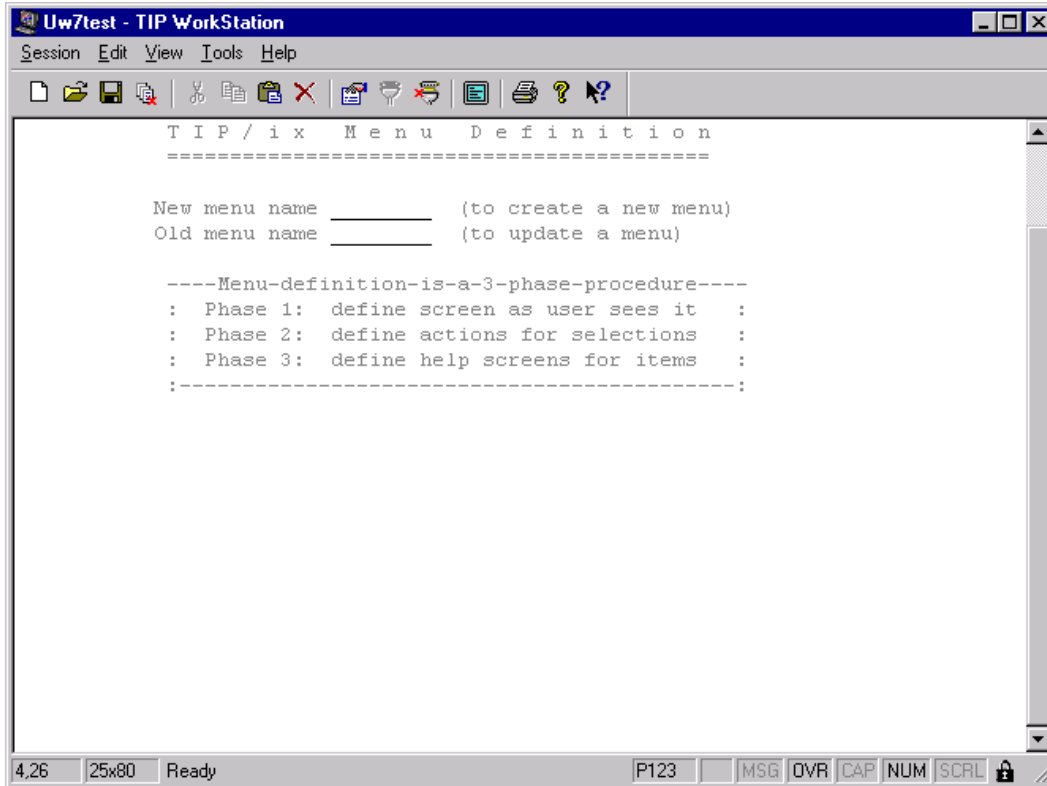 Uw7test - TIP WorkStation
Session Edit View Tools Help
T I P / i x   M e n u   D e f i n i t i o n
===========================================
New menu name ________ (to create a new menu)
Old menu name ________ (to update a menu)
----Menu-definition-is-a-3-phase-procedure----
: Phase 1: define screen as user sees it :
: Phase 2: define actions for selections :
: Phase 3: define help screens for items :
:--------------------------------------------:
4,26 25x80 Ready P123 MSG OVR CAP NUM SCRL